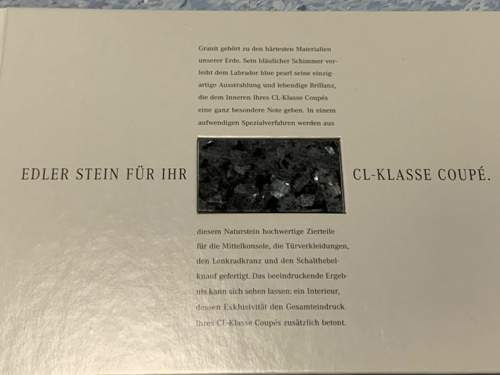 Granit gehört zu den härtesten Materialien
unserer Erde. Sein bläulicher Schimmer ver-
leiht dem Labrador blue pearl seine einzig-
artige Ausstrahlung und lebendige Brillanz,
die dem Inneren Ihres CL-Klasse Coupés
eine ganz besondere Note geben. In einem
aufwendigen Spezialverfahren werden aus
EDLER STEIN FÜR IHR CL-KLASSE COUPÉ.
diesem Naturstein hochwertige Zierteile
für die Mittelkonsole, die Türverkleidungen,
den Lenkradkranz und den Schalthebel-
knauf gefertigt. Das beeindruckende Ergeb-
nis kann sich sehen lassen: ein Interieur,
dessen Exklusivität den Gesamteindruck
Ihres CL-Klasse Coupés zusätzlich betont.